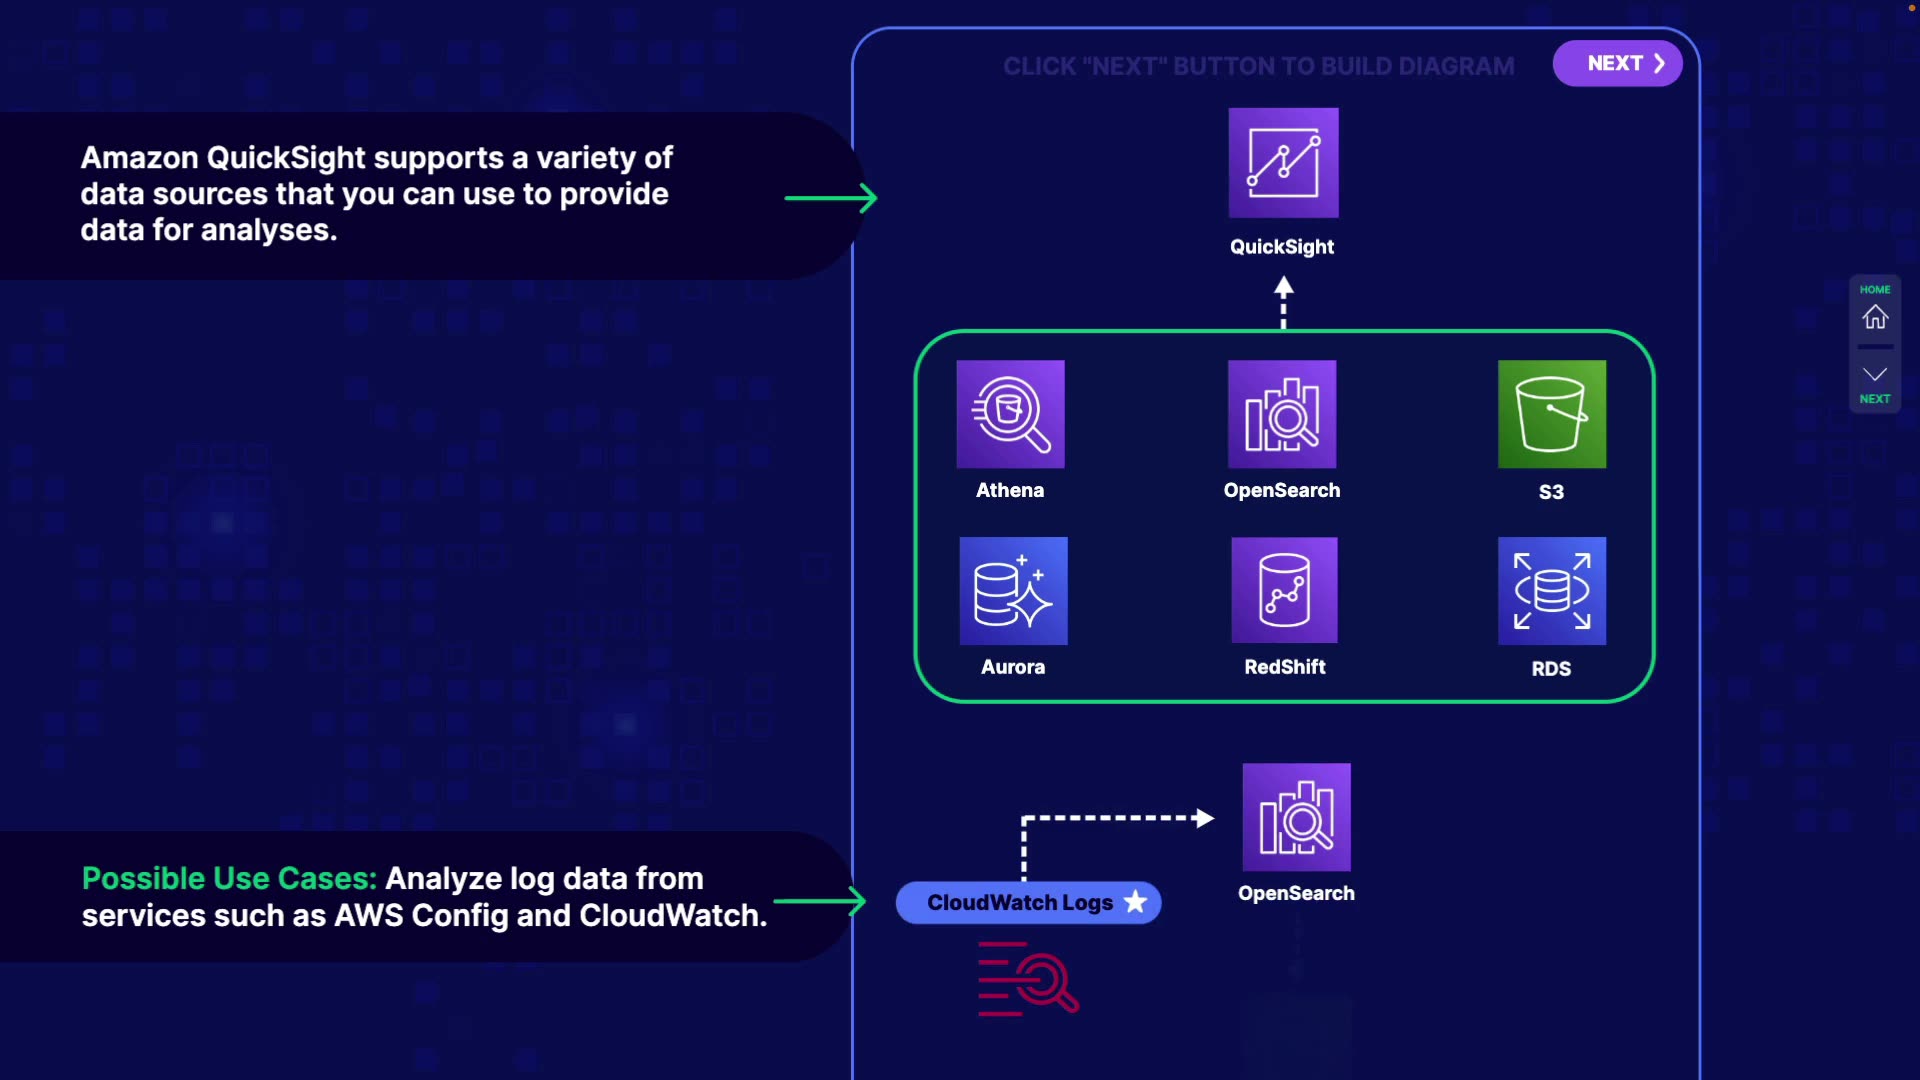 CLICK "NEXT" BUTTON TO BUILD DIAGRAM
NEXT
Amazon QuickSight supports a variety of
data sources that you can use to provide
data for analyses.
QuickSight
HOME
NEXT
Athena
OpenSearch
S3
Aurora
RedShift
RDS
Possible Use Cases: Analyze log data from
services such as AWS Config and CloudWatch.
CloudWatch Logs
OpenSearch